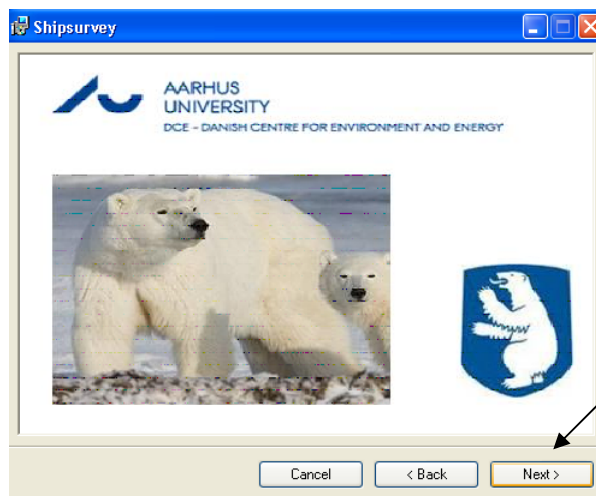 Shipsurvey
AARHUS
UNIVERSITY
DCE - DANISH CENTRE FOR ENVIRONMENT AND ENERGY
Cancel
< Back
Next >